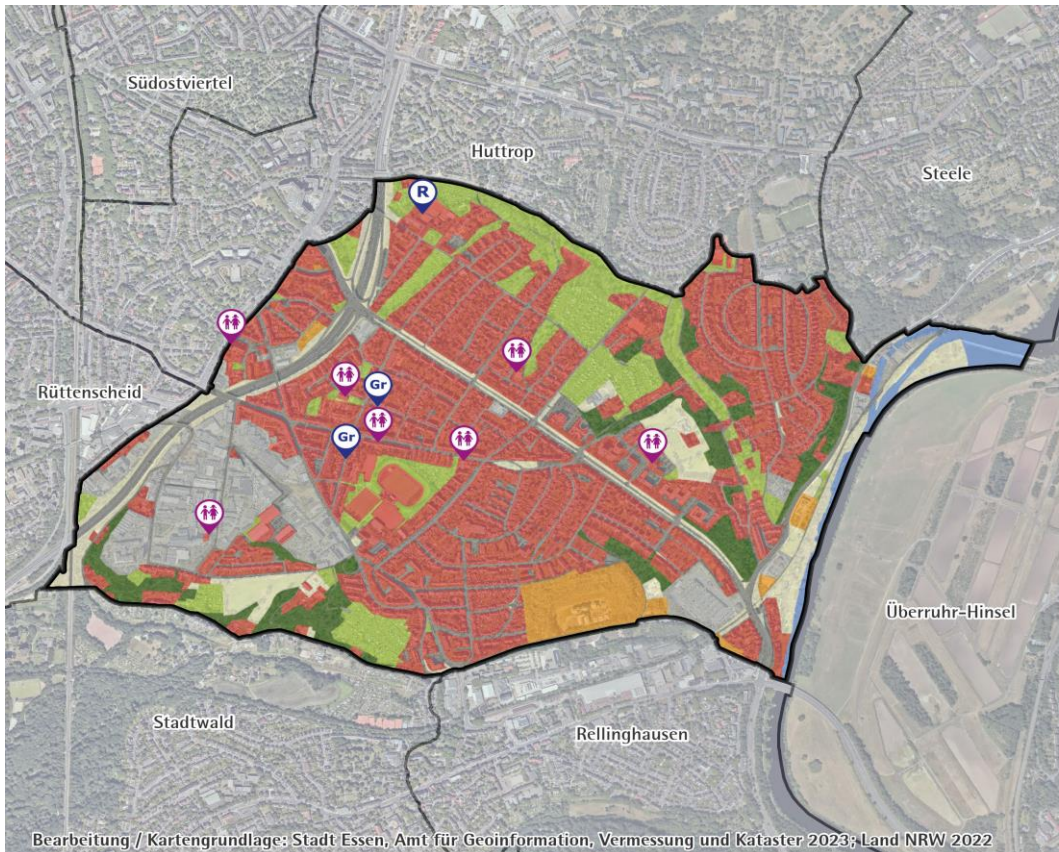 Südostviertel
Huttrop
Steele
R
Rüttenscheid
Gr
Gr
Überruhr-Hinsel
Stadtwald
Rellinghausen
Bearbeitung / Kartengrundlage: Stadt Essen, Amt für Geoinformation, Vermessung und Kataster 2023; Land NRW 2022